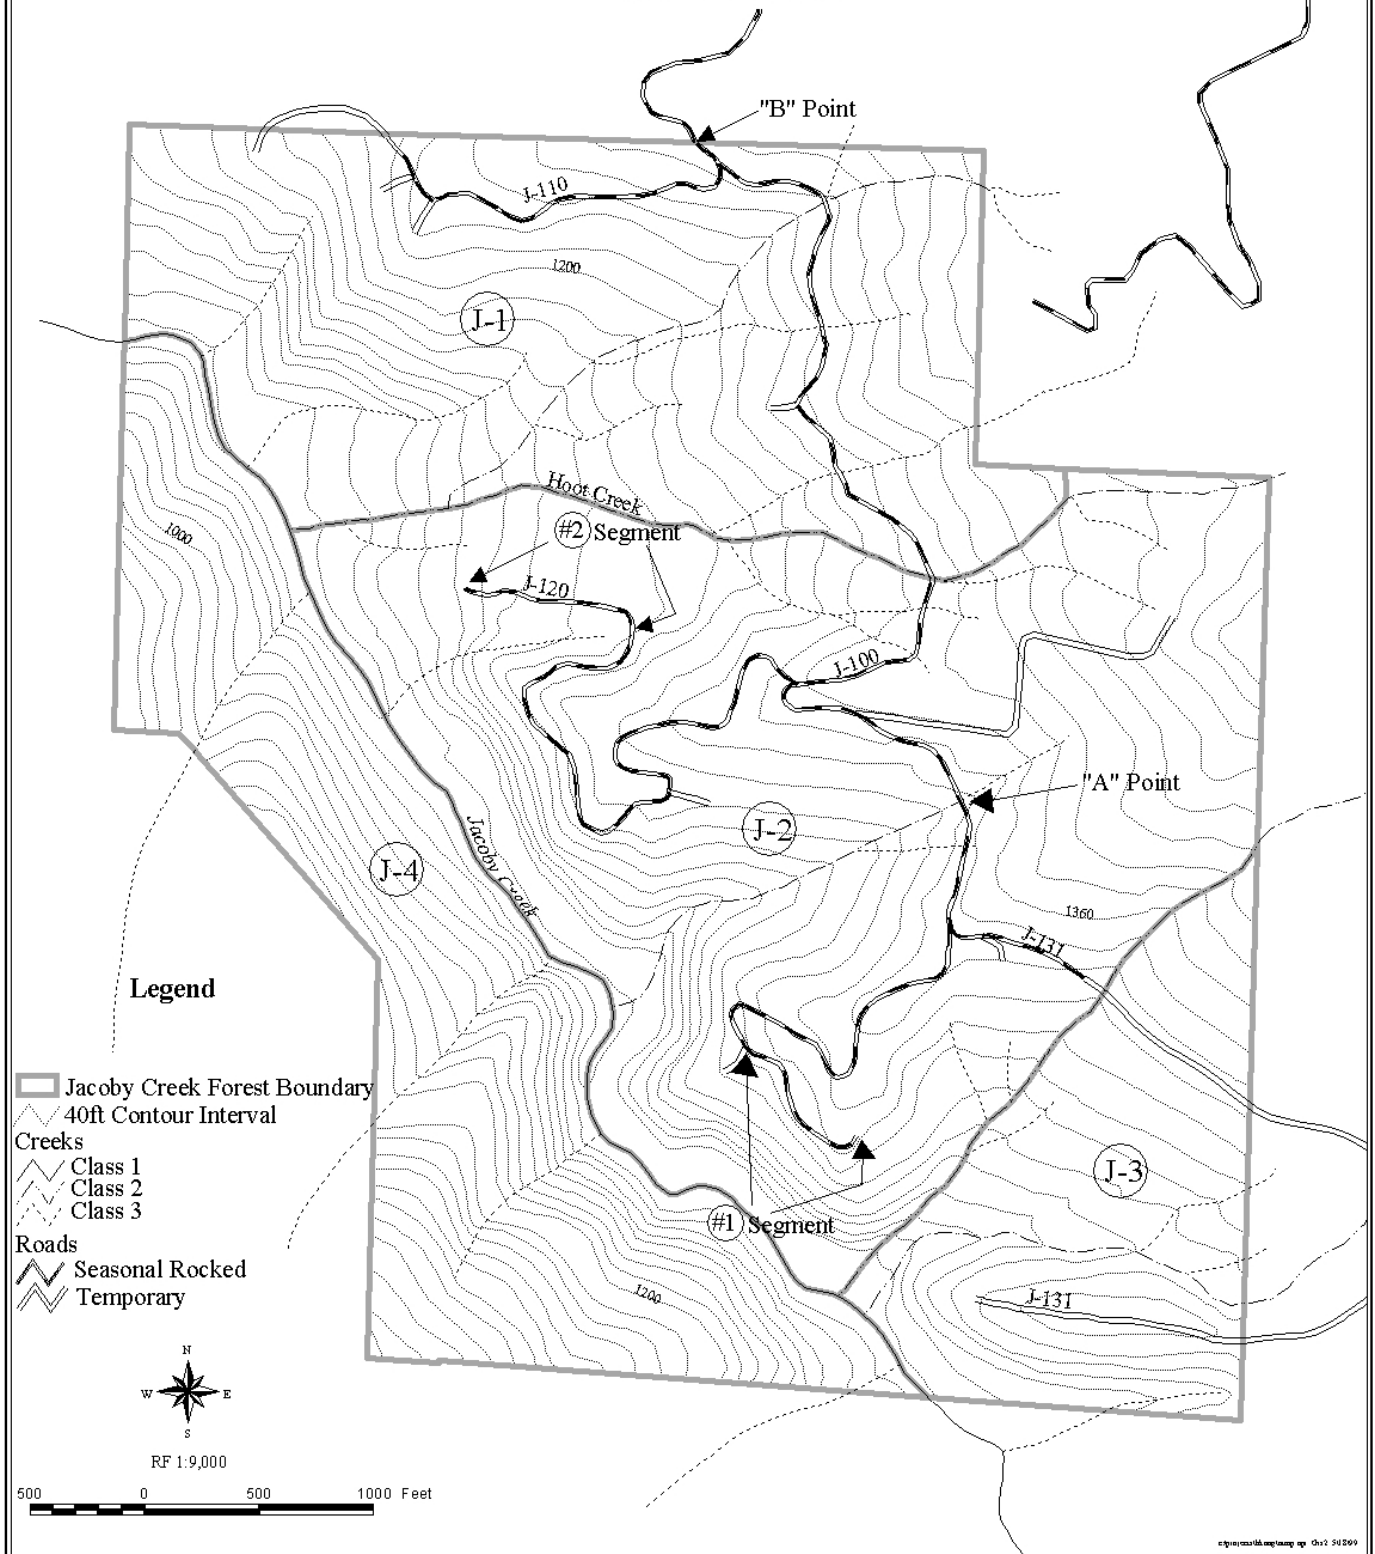 "B" Point
J-110
1200
J-1
Hoot Creek
1000
#2 Segment
J-120
J-100
"A" Point
J-2
Jacoby Creek
J-4
1360
J-131
Legend
Jacoby Creek Forest Boundary
40ft Contour Interval
Creeks
Class 1
Class 2
Class 3
Roads
Seasonal Rocked
Temporary
J-3
#1 Segment
1200
J-131
N
W E
S
RF 1:9,000
500 0 500 1000 Feet